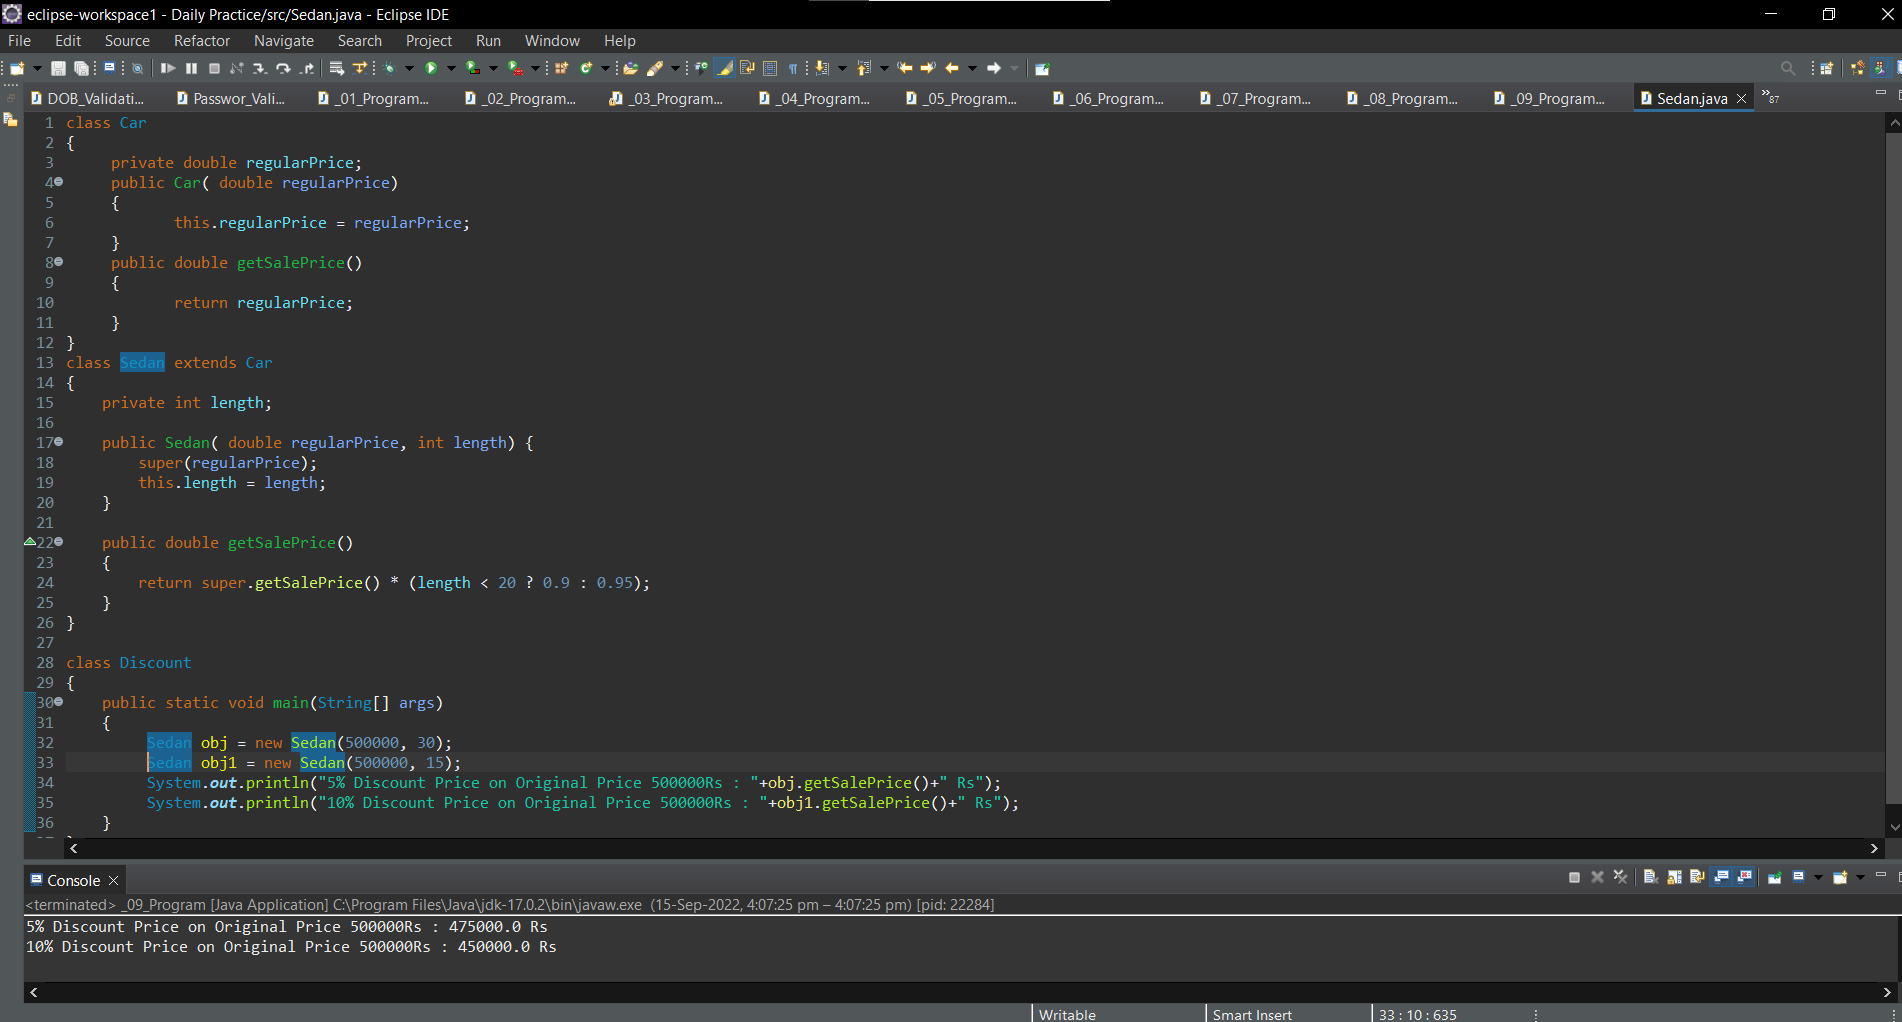 eclipse-workspace1 - Daily Practice/src/Sedan.java - Eclipse IDE
File Edit Source Refactor Navigate Search Project Run Window Help
DOB_Validati... Passwor_Vali... _01_Program... _02_Program... _03_Program... _04_Program... _05_Program... _06_Program... _07_Program... _08_Program... _09_Program... Sedan.java »87
1 class Car
2 {
3 private double regularPrice;
4 public Car( double regularPrice)
5 {
6 this.regularPrice = regularPrice;
7 }
8 public double getSalePrice()
9 {
10 return regularPrice;
11 }
12 }
13 class Sedan extends Car
14 {
15 private int length;
16
17 public Sedan( double regularPrice, int length) {
18 super(regularPrice);
19 this.length = length;
20 }
21
22 public double getSalePrice()
23 {
24 return super.getSalePrice() * (length < 20 ? 0.9 : 0.95);
25 }
26 }
27
28 class Discount
29 {
30 public static void main(String[] args)
31 {
32 Sedan obj = new Sedan(500000, 30);
33 Sedan obj1 = new Sedan(500000, 15);
34 System.out.println("5% Discount Price on Original Price 500000Rs : "+obj.getSalePrice()+" Rs");
35 System.out.println("10% Discount Price on Original Price 500000Rs : "+obj1.getSalePrice()+" Rs");
36 }
Console
<terminated> _09_Program [Java Application] C:\Program Files\Java\jdk-17.0.2\bin\javaw.exe (15-Sep-2022, 4:07:25 pm – 4:07:25 pm) [pid: 22284]
5% Discount Price on Original Price 500000Rs : 475000.0 Rs
10% Discount Price on Original Price 500000Rs : 450000.0 Rs
Writable Smart Insert 33 : 10 : 635